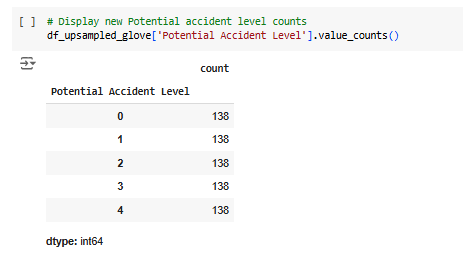 [ ] # Display new Potential accident level counts
df_upsampled_glove['Potential Accident Level'].value_counts()
count
Potential Accident Level
0 138
1 138
2 138
3 138
4 138
dtype: int64